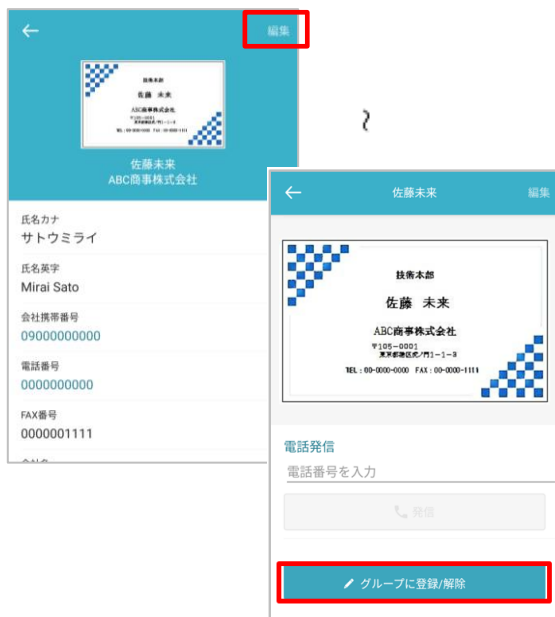 ←
編集
技術本部
佐藤 未来
ABC商事株式会社
〒105-0001
佐藤未来
ABC商事株式会社
氏名カナ
サトウミライ
氏名英字
Mirai Sato
会社携帯番号
09000000000
電話番号
0000000000
FAX番号
0000001111
～
←
佐藤未来
編集
技術本部
佐藤 未来
ABC商事株式会社
〒105-0001
東京都港区虎ノ門1-1-3
TEL : 00-0000-0000 FAX : 00-0000-1111
電話発信
電話番号を入力
発信
グループに登録/解除